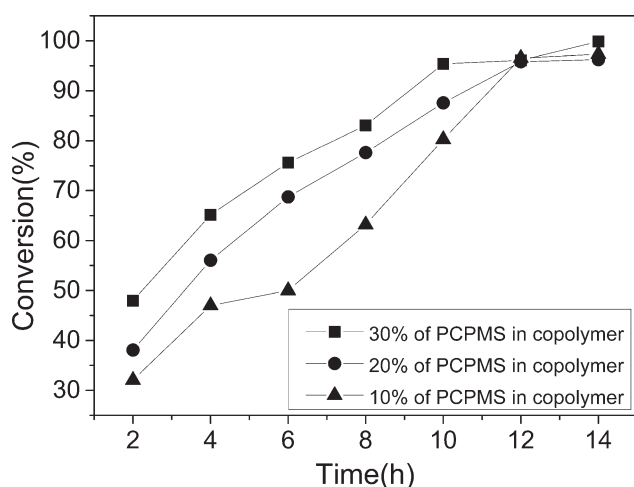 100
90
80
70
60
50
40
30
Conversion(%)
30% of PCPMS in copolymer
20% of PCPMS in copolymer
10% of PCPMS in copolymer
2 4 6 8 10 12 14
Time(h)